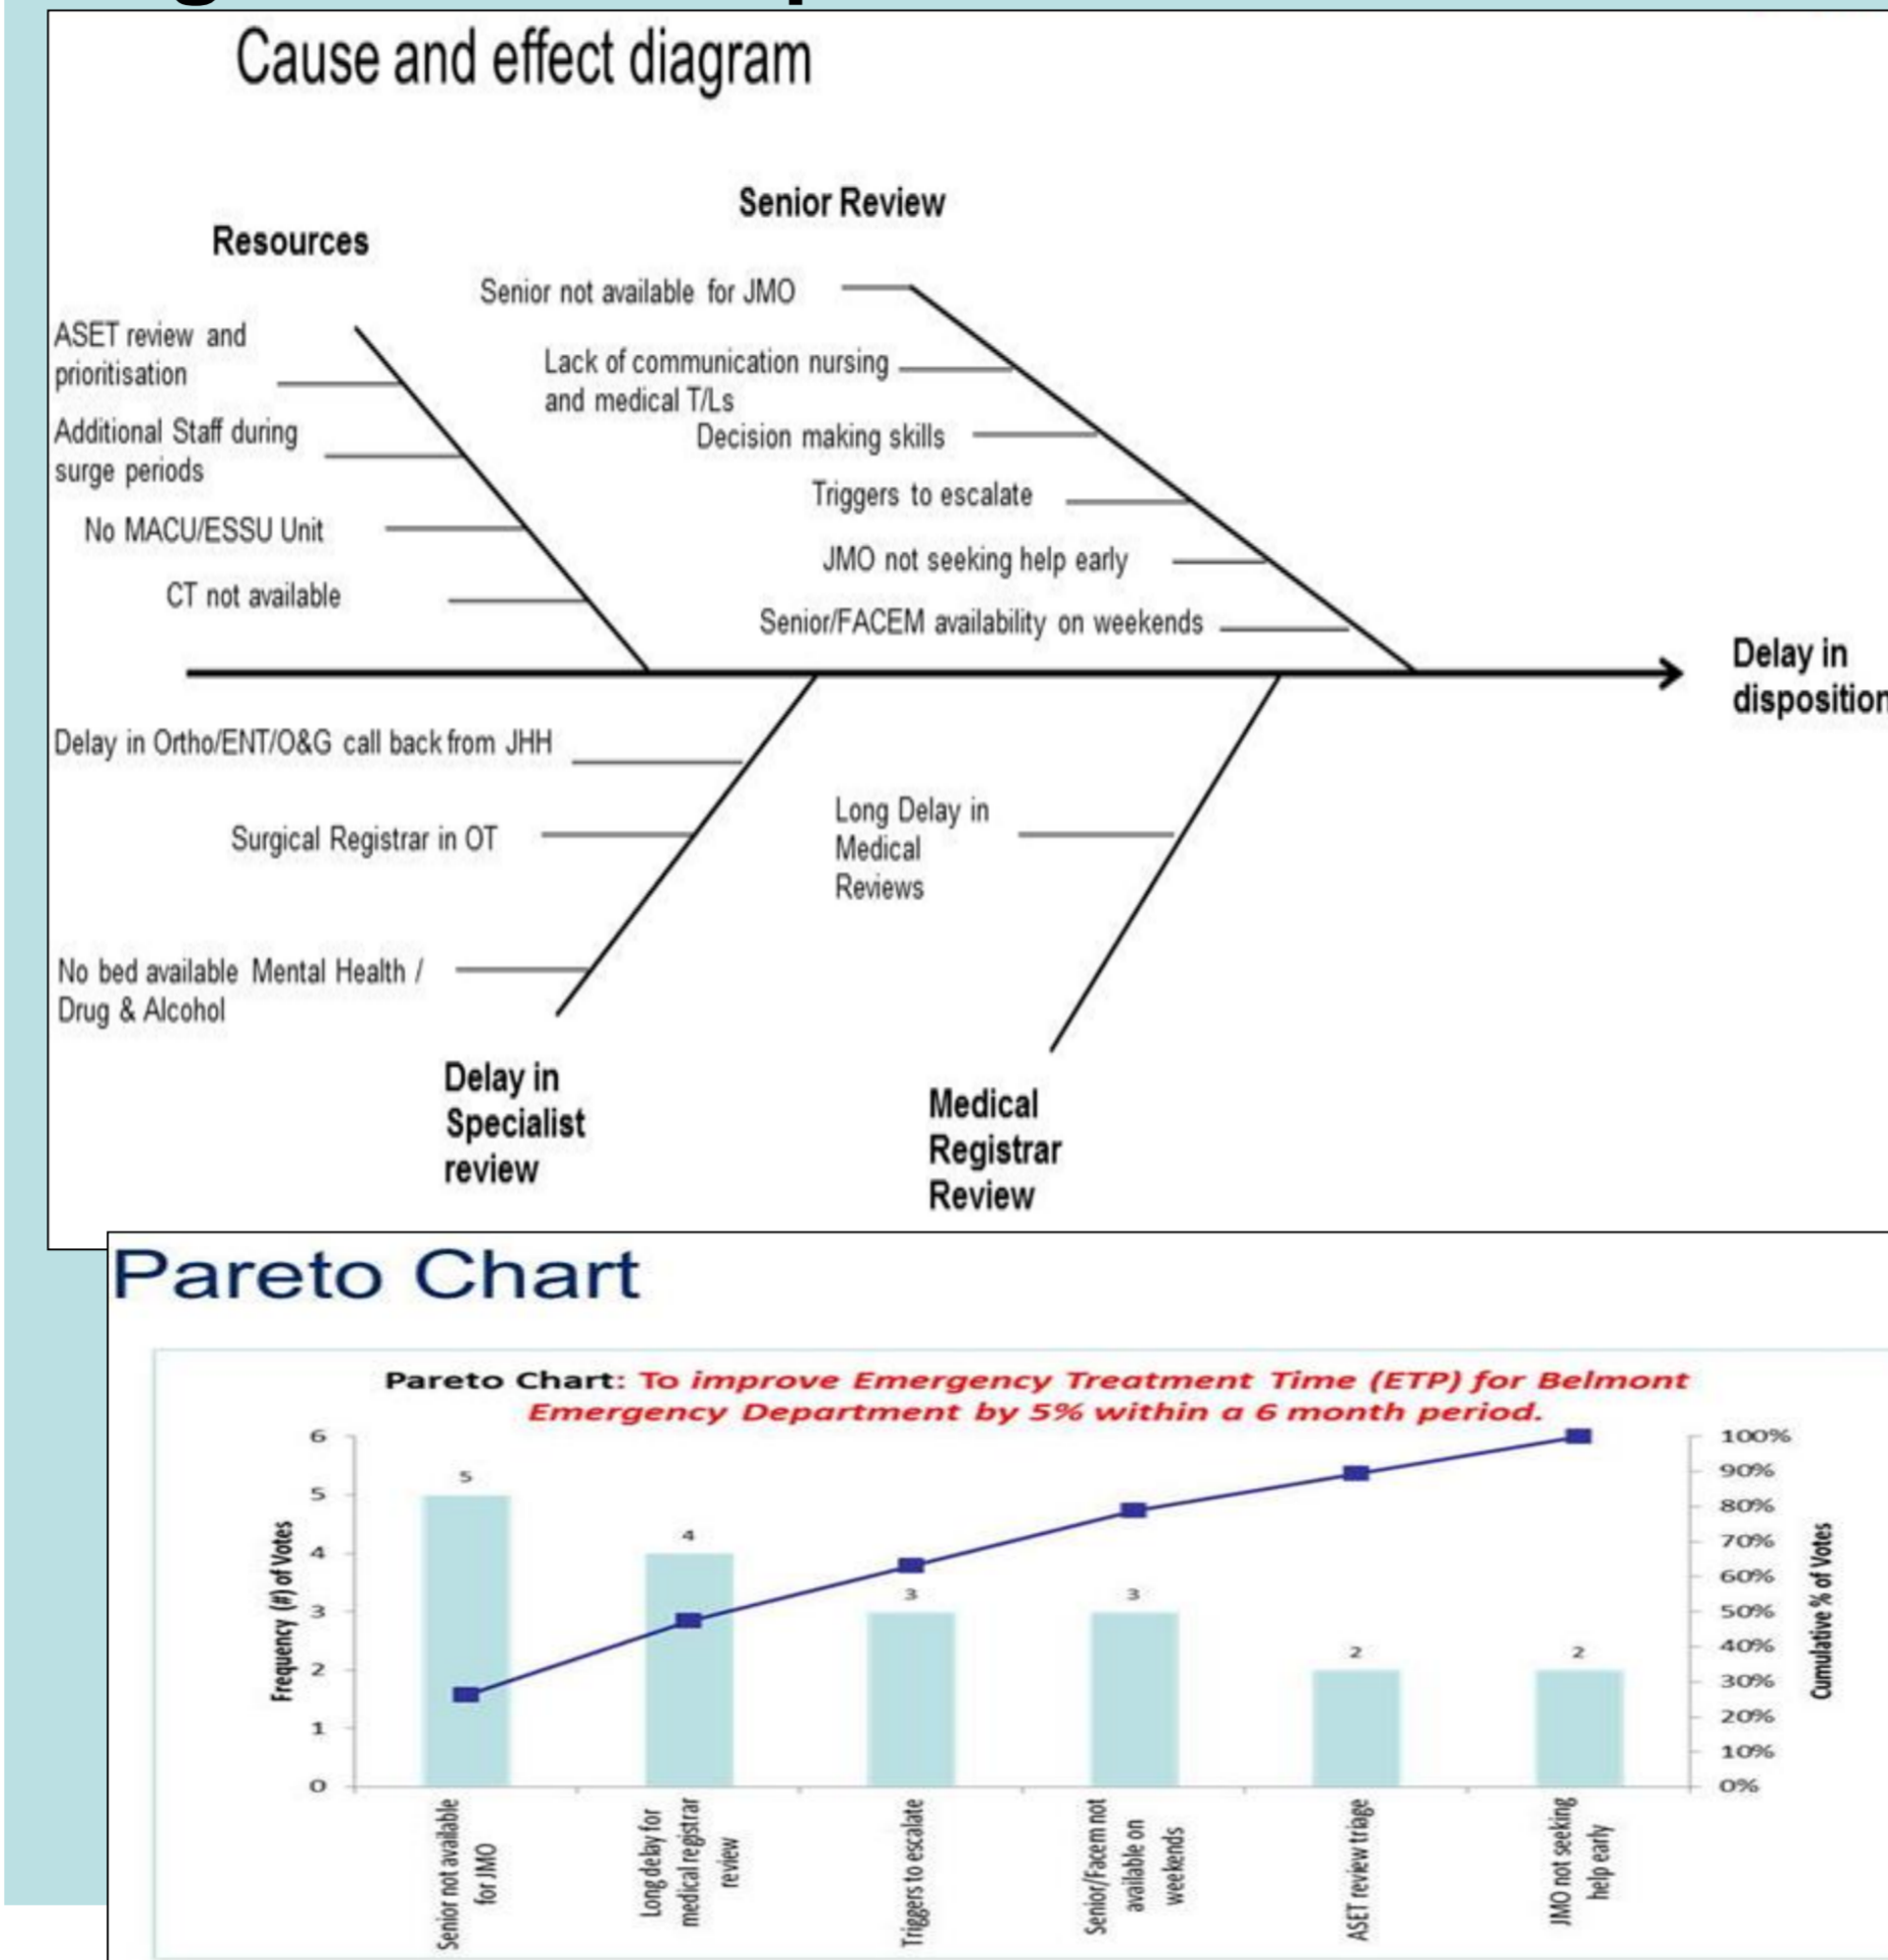 Cause and effect diagram
Senior Review
Resources
Senior not available for JMO
ASET review and
prioritisation
Lack of communication nursing
and medical T/Ls
Additional Staff during
surge periods
Decision making skills
Triggers to escalate
No MACU/ESSU Unit
JMO not seeking help early
CT not available
Senior/FACEM availability on weekends
Delay in
disposition
Delay in Ortho/ENT/O&G call back from JHH
Surgical Registrar in OT
Long Delay in
Medical
Reviews
No bed available Mental Health /
Drug & Alcohol
Delay in
Specialist
review
Medical
Registrar
Review
Pareto Chart
Pareto Chart: To improve Emergency Treatment Time (ETP) for Belmont
Emergency Department by 5% within a 6 month period.
Frequency (#) of Votes
6
5
4
3
2
1
0
5
4
3
3
2
2
100%
90%
80%
70%
60%
50%
40%
30%
20%
10%
0%
Cumulative % of Votes
Senior not available
for JMO
Long delay for
medical registrar
review
Triggers to escalate
Senior/Facem not
available on
weekends
ASET review triage
JMO not seeking
help early